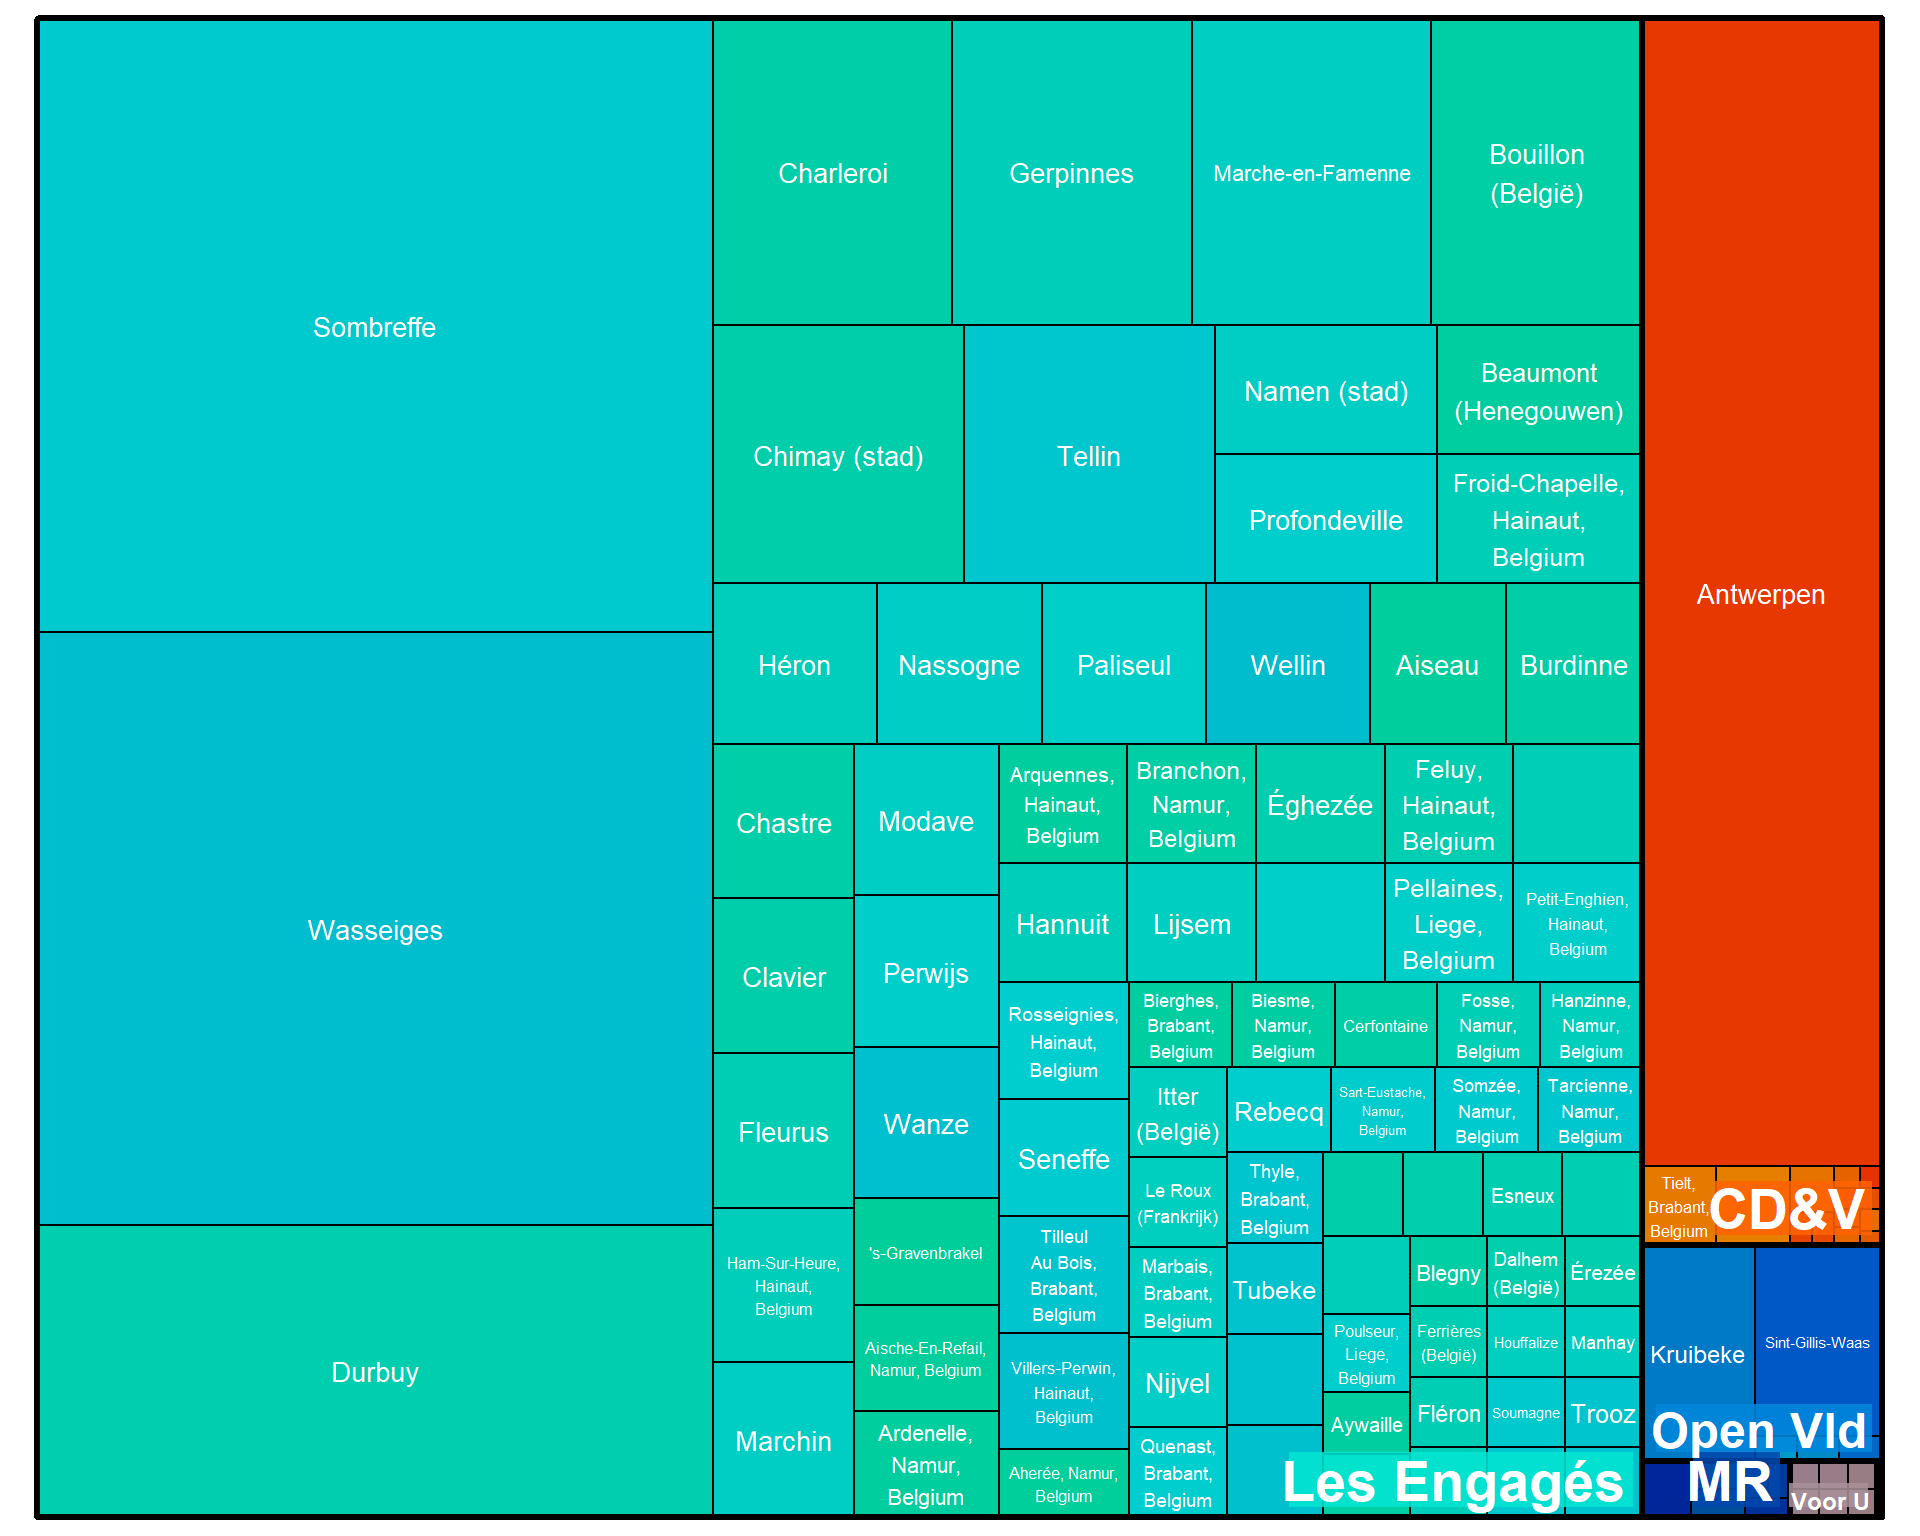 Sombreffe
Wasseiges
Durbuy
Charleroi
Gerpinnes
Marche-en-Famenne
Bouillon
(België)
Chimay (stad)
Tellin
Namen (stad)
Profondeville
Beaumont
(Henegouwen)
Froid-Chapelle,
Hainaut,
Belgium
Héron
Nassogne
Paliseul
Wellin
Aiseau
Burdinne
Chastre
Clavier
Fleurus
Ham-Sur-Heure,
Hainaut,
Belgium
Marchin
Modave
Perwijs
Wanze
's-Gravenbrakel
Aische-En-Refail,
Namur, Belgium
Ardenelle,
Namur,
Belgium
Arquennes,
Hainaut,
Belgium
Branchon,
Namur,
Belgium
Éghezée
Feluy,
Hainaut,
Belgium
Hannuit
Lijsem
Pellaines,
Liege,
Belgium
Petit-Enghien,
Hainaut,
Belgium
Rosseignies,
Hainaut,
Belgium
Seneffe
Tilleul
Au Bois,
Brabant,
Belgium
Villers-Perwin,
Hainaut,
Belgium
Aherée, Namur,
Belgium
Bierghes,
Brabant,
Belgium
Biesme,
Namur,
Belgium
Cerfontaine
Fosse,
Namur,
Belgium
Hanzinne,
Namur,
Belgium
Itter
(België)
Le Roux
(Frankrijk)
Marbais,
Brabant,
Belgium
Nijvel
Quenast,
Brabant,
Belgium
Rebecq
Sart-Eustache,
Namur,
Belgium
Somzée,
Namur,
Belgium
Tarcienne,
Namur,
Belgium
Thyle,
Brabant,
Belgium
Tubeke
Esneux
Poulseur,
Liege,
Belgium
Aywaille
Blegny
Dalhem
(België)
Érezée
Ferrières
(België)
Houffalize
Manhay
Fléron
Soumagne
Trooz
Les Engagés
Antwerpen
Tielt,
Brabant,
Belgium
CD&V
Kruibeke
Sint-Gillis-Waas
Open Vld
MR
Voor U